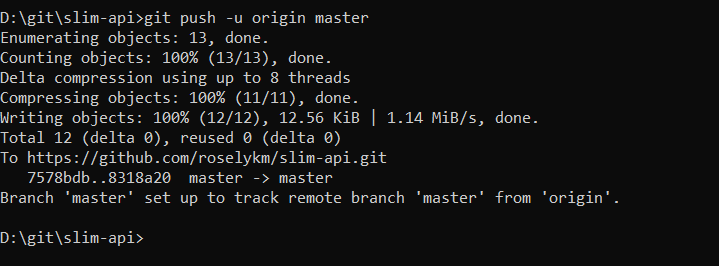 D:\git\slim-api>git push -u origin master
Enumerating objects: 13, done.
Counting objects: 100% (13/13), done.
Delta compression using up to 8 threads
Compressing objects: 100% (11/11), done.
Writing objects: 100% (12/12), 12.56 KiB | 1.14 MiB/s, done.
Total 12 (delta 0), reused 0 (delta 0)
To https://github.com/roselykm/slim-api.git
   7578bdb..8318a20  master -> master
Branch 'master' set up to track remote branch 'master' from 'origin'.
D:\git\slim-api>